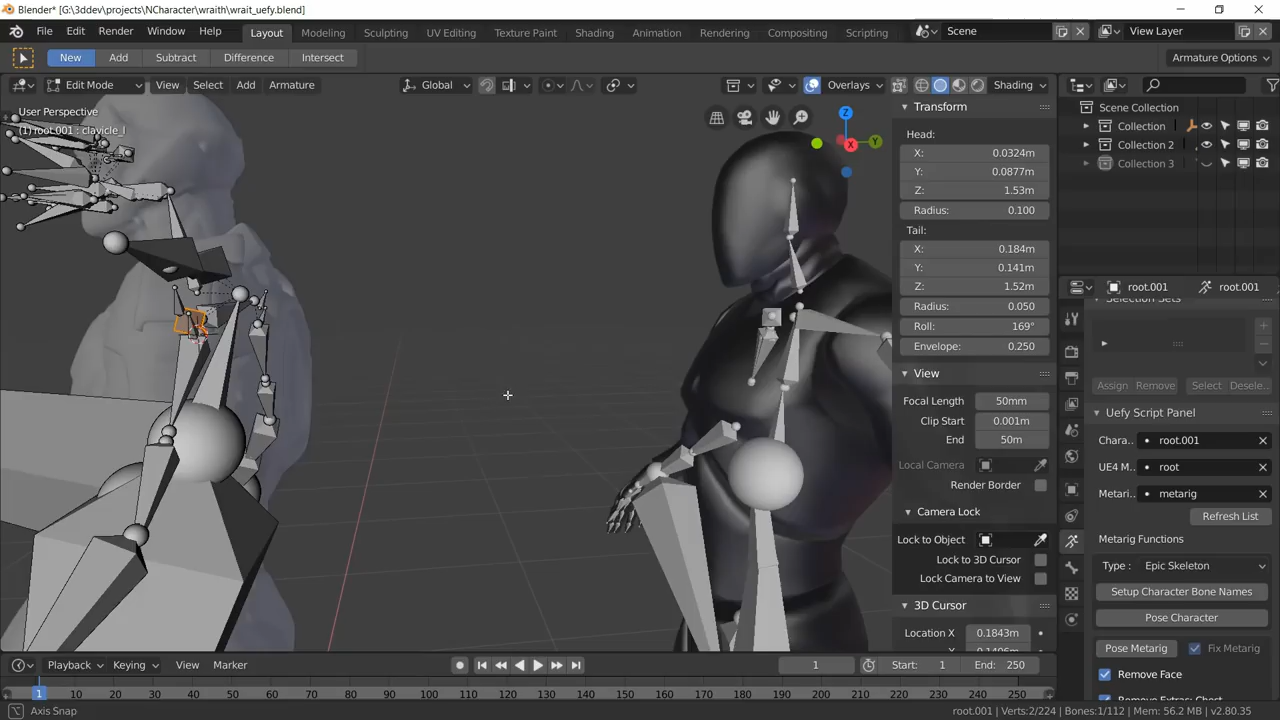 Blender* [G:\3ddev\projects\NCharacter\wraith\wrait_uefy.blend]
File Edit Render Window Help Layout Modeling Sculpting UV Editing Texture Paint Shading Animation Rendering Compositing Scripting Scene View Layer
New Add Subtract Difference Intersect Armature Options
Edit Mode View Select Add Armature Global Overlays Shading
User Perspective
(1) root.001 : clavicle_l
Z
Y
X
Transform
Head:
X: 0.0324m
Y: 0.0877m
Z: 1.53m
Radius: 0.100
Tail:
X: 0.184m
Y: 0.141m
Z: 1.52m
Radius: 0.050
Roll: 169°
Envelope: 0.250
View
Focal Length 50mm
Clip Start 0.001m
End 50m
Local Camera
Render Border
Camera Lock
Lock to Object
Lock to 3D Cursor
Lock Camera to View
3D Cursor
Location X 0.1843m
Scene Collection
Collection
Collection 2
Collection 3
root.001 root.001
Selection Sets
Assign Remove Select Desele..
Uefy Script Panel
Chara.. root.001
UE4 M.. root
Metari.. metarig
Refresh List
Metarig Functions
Type : Epic Skeleton
Setup Character Bone Names
Pose Character
Pose Metarig Fix Metarig
Remove Face
Remove Extras: Chest
Playback Keying View Marker 1 Start: 1 End: 250
1 10 20 30 40 50 60 70 80 90 100 110 120 130 140 150 160 170 180 190 200 210 220 230 240 250
Axis Snap root.001 | Verts:2/224 | Bones:1/112 | Mem: 56.2 MB | v2.80.35